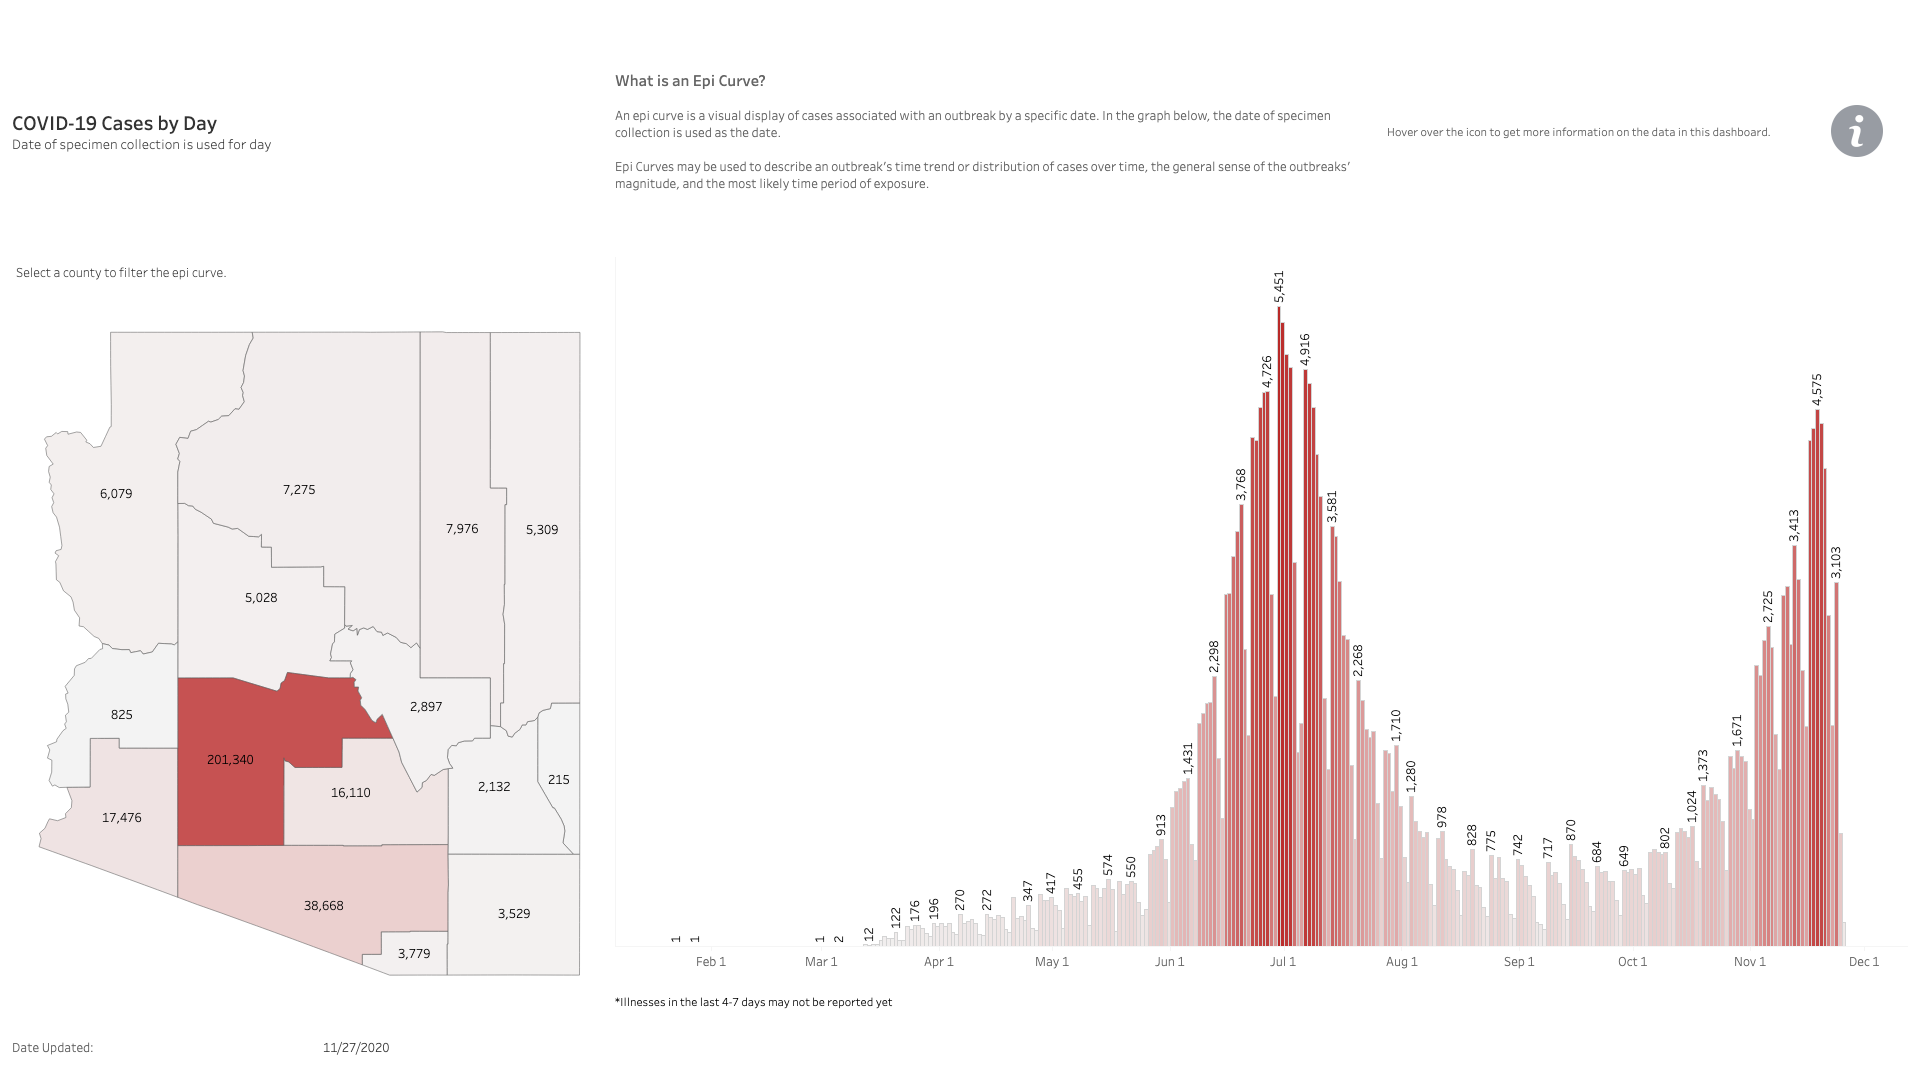 What is an Epi Curve?
An epi curve is a visual display of cases associated with an outbreak by a specific date. In the graph below, the date of specimen
collection is used as the date.
Epi Curves may be used to describe an outbreak's time trend or distribution of cases over time, the general sense of the outbreaks'
magnitude, and the most likely time period of exposure.
COVID-19 Cases by Day
Date of specimen collection is used for day
Hover over the icon to get more information on the data in this dashboard.
i
Select a county to filter the epi curve.
6,079
7,275
7,976
5,309
5,028
825
2,897
201,340
2,132
215
16,110
17,476
38,668
3,529
3,779
1
1
1
2
12
122
176
196
270
272
347
417
455
574
550
913
1,431
2,298
3,768
4,726
5,451
4,916
3,581
2,268
1,710
1,280
978
828
775
742
717
870
684
649
802
1,024
1,373
1,671
2,725
3,413
4,575
3,103
Feb 1
Mar 1
Apr 1
May 1
Jun 1
Jul 1
Aug 1
Sep 1
Oct 1
Nov 1
Dec 1
*Illnesses in the last 4-7 days may not be reported yet
Date Updated:
11/27/2020